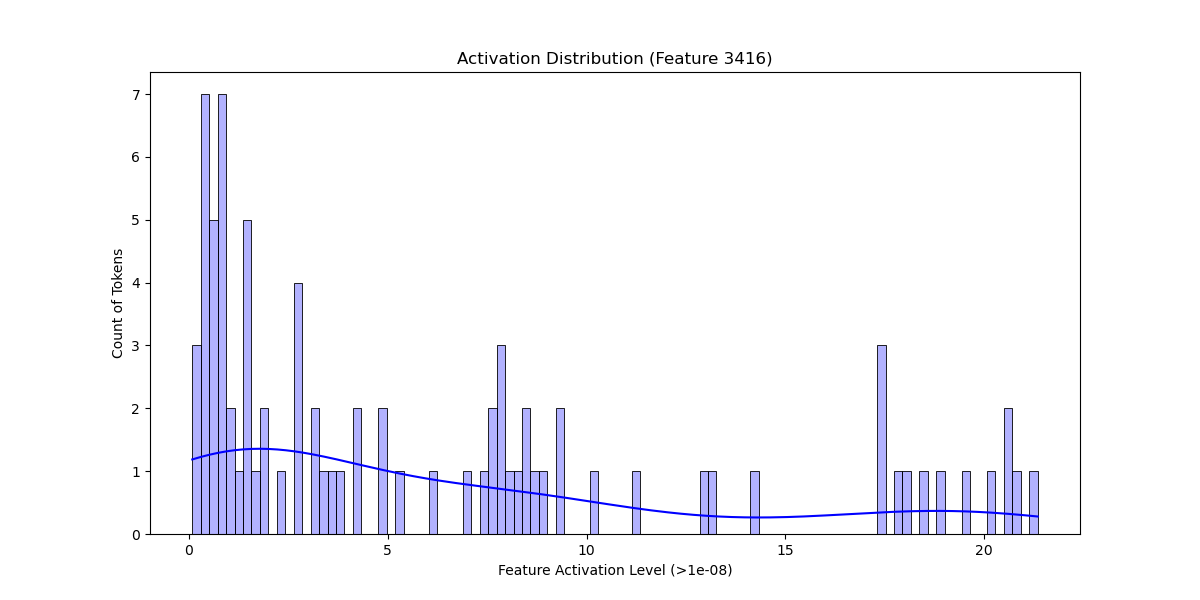 Activation Distribution (Feature 3416)
7
6
5
4
3
2
1
0
Count of Tokens
0 5 10 15 20
Feature Activation Level (>1e-08)